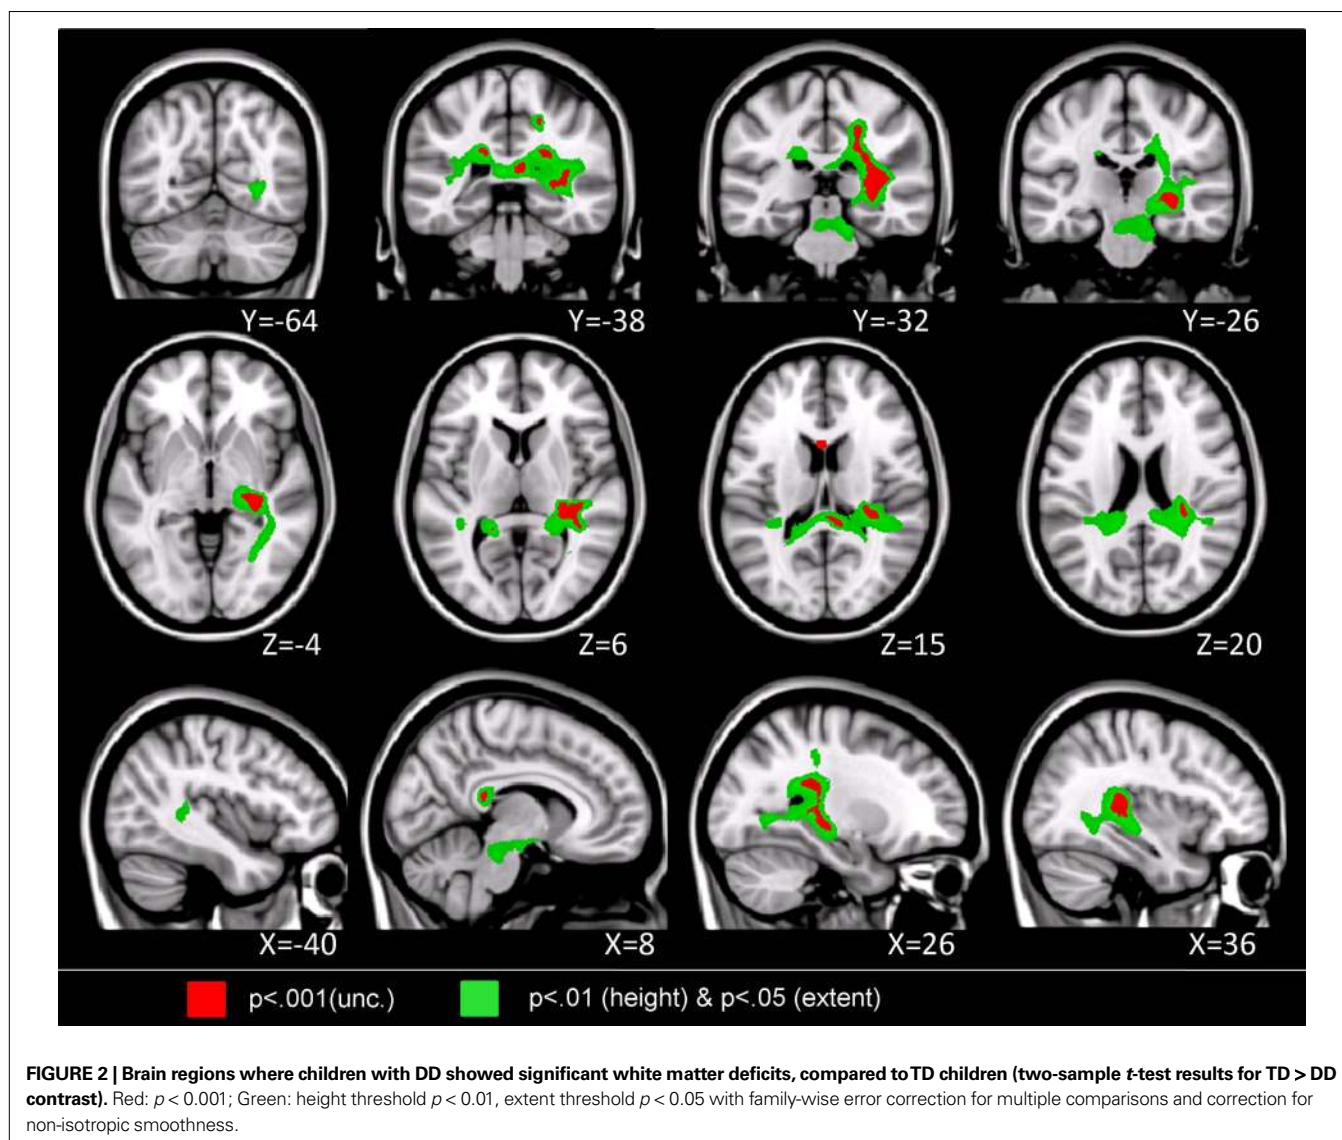 Y=-64 Y=-38 Y=-32 Y=-26
Z=-4 Z=6 Z=15 Z=20
X=-40 X=8 X=26 X=36
p<.001(unc.) p<.01 (height) & p<.05 (extent)
FIGURE 2 | Brain regions where children with DD showed significant white matter deficits, compared to TD children (two-sample t-test results for TD > DD
contrast). Red: p < 0.001; Green: height threshold p < 0.01, extent threshold p < 0.05 with family-wise error correction for multiple comparisons and correction for
non-isotropic smoothness.